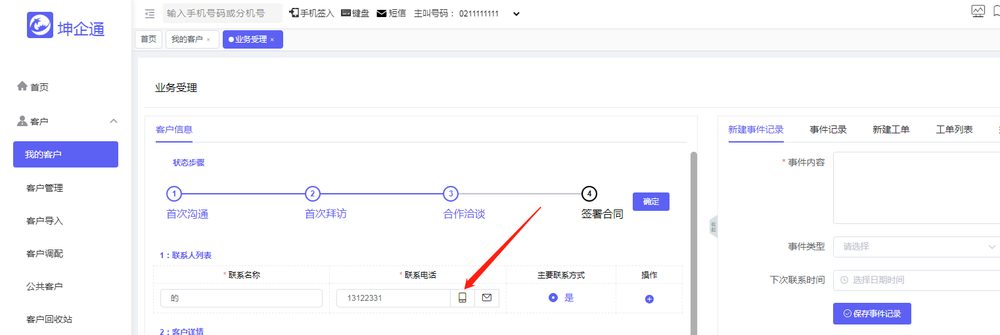 坤企通
输入手机号码或分机号 手机签入 键盘 短信 主叫号码： 0211111111
首页 我的客户 × 业务受理 ×
首页
客户
我的客户
客户管理
客户导入
客户调配
公共客户
客户回收站
业务受理
客户信息
状态步骤
1 2 3 4
首次沟通 首次拜访 合作洽谈 签署合同 确定
1：联系人列表
* 联系名称 * 联系电话 主要联系方式 操作
的 13122331 是
2：客户详情
收起
新建事件记录 事件记录 新建工单 工单列表
* 事件内容
事件类型 请选择
下次联系时间 选择日期时间
保存事件记录